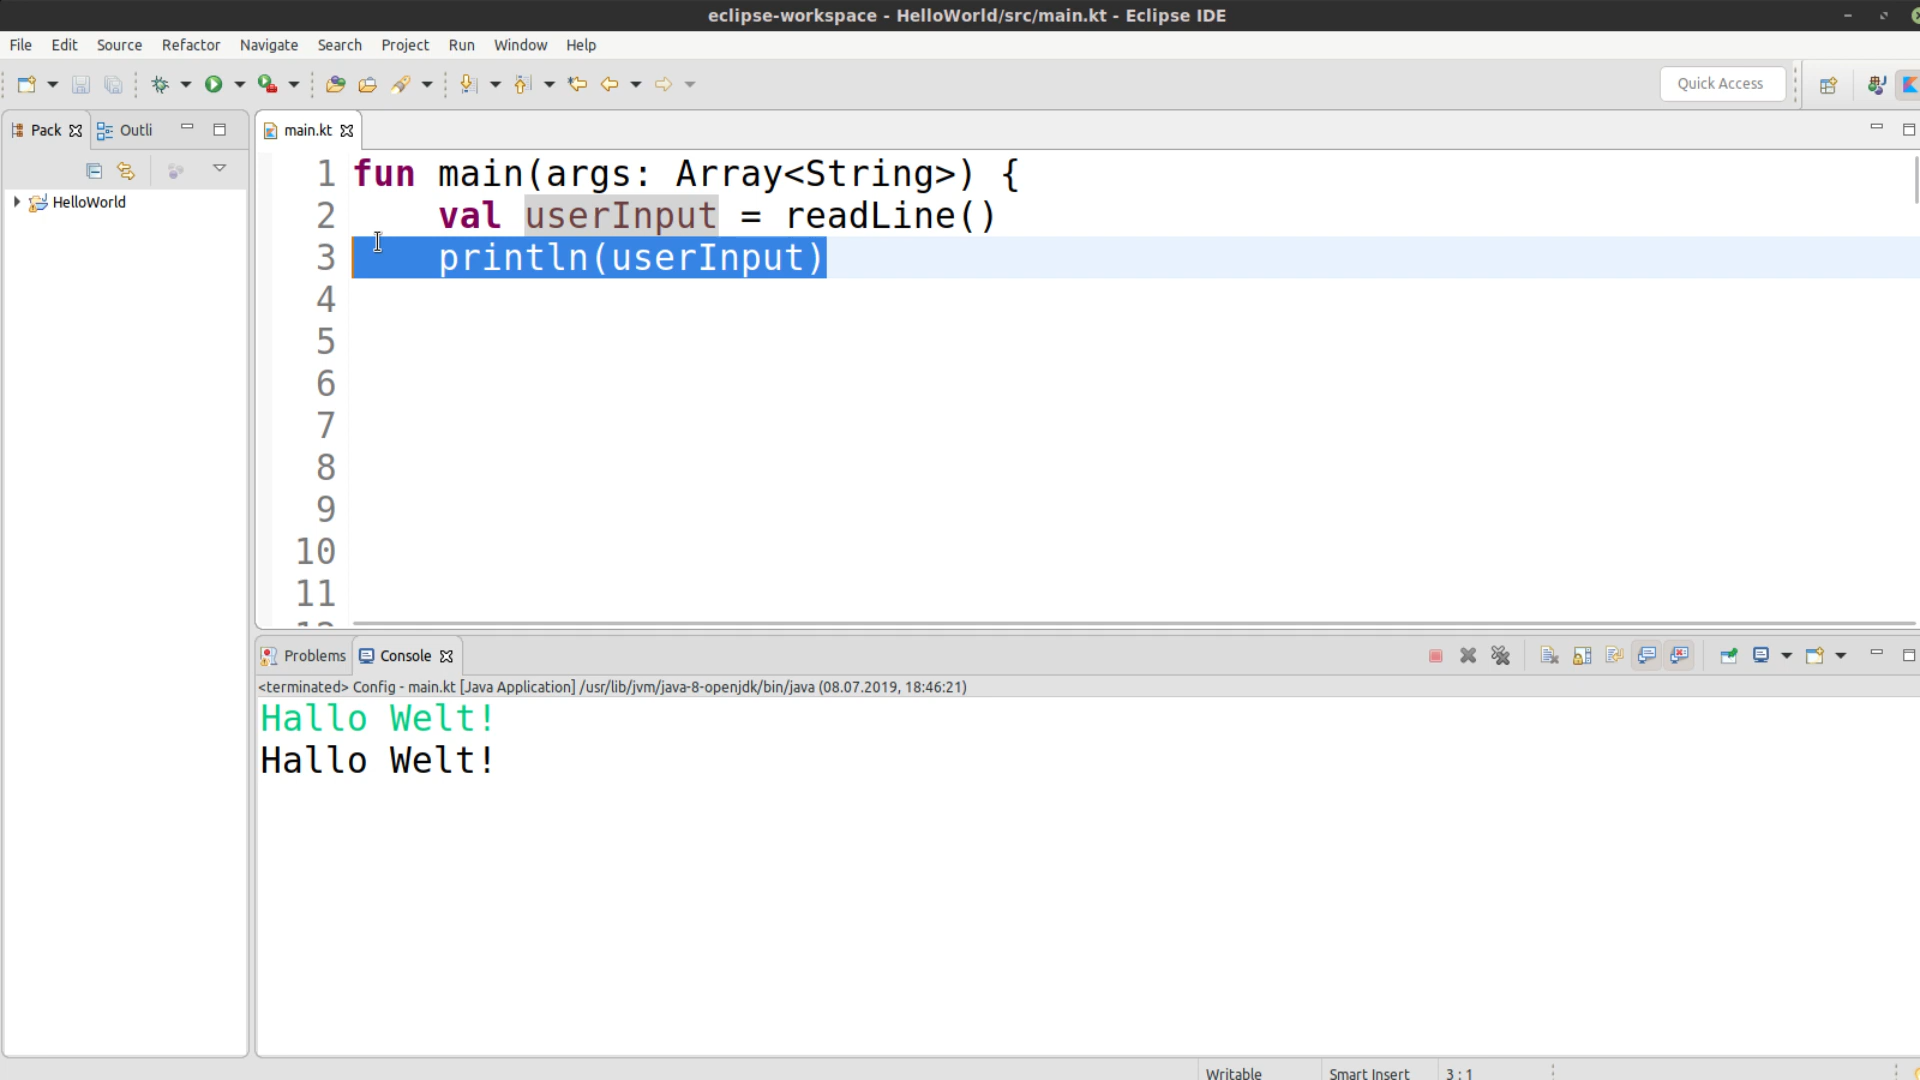 eclipse-workspace - HelloWorld/src/main.kt - Eclipse IDE
File Edit Source Refactor Navigate Search Project Run Window Help
Quick Access
Pack Outli
main.kt
HelloWorld
1 fun main(args: Array<String>) {
2     val userInput = readLine()
3     println(userInput)
4
5
6
7
8
9
10
11
Problems Console
<terminated> Config - main.kt [Java Application] /usr/lib/jvm/java-8-openjdk/bin/java (08.07.2019, 18:46:21)
Hallo Welt!
Hallo Welt!
Writable Smart Insert 3 : 1